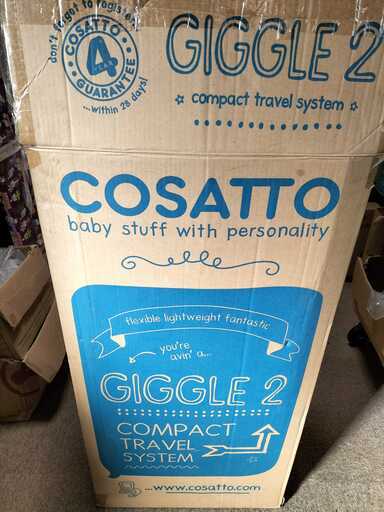 don't forget to register
COSATTO
4
YEAR
GUARANTEE
...within 28 days!
GIGGLE 2
☆ compact travel system ☆
COSATTO
baby stuff with personality
flexible lightweight fantastic
you're
avin' a...
GIGGLE 2
COMPACT
TRAVEL
SYSTEM
...www.cosatto.com